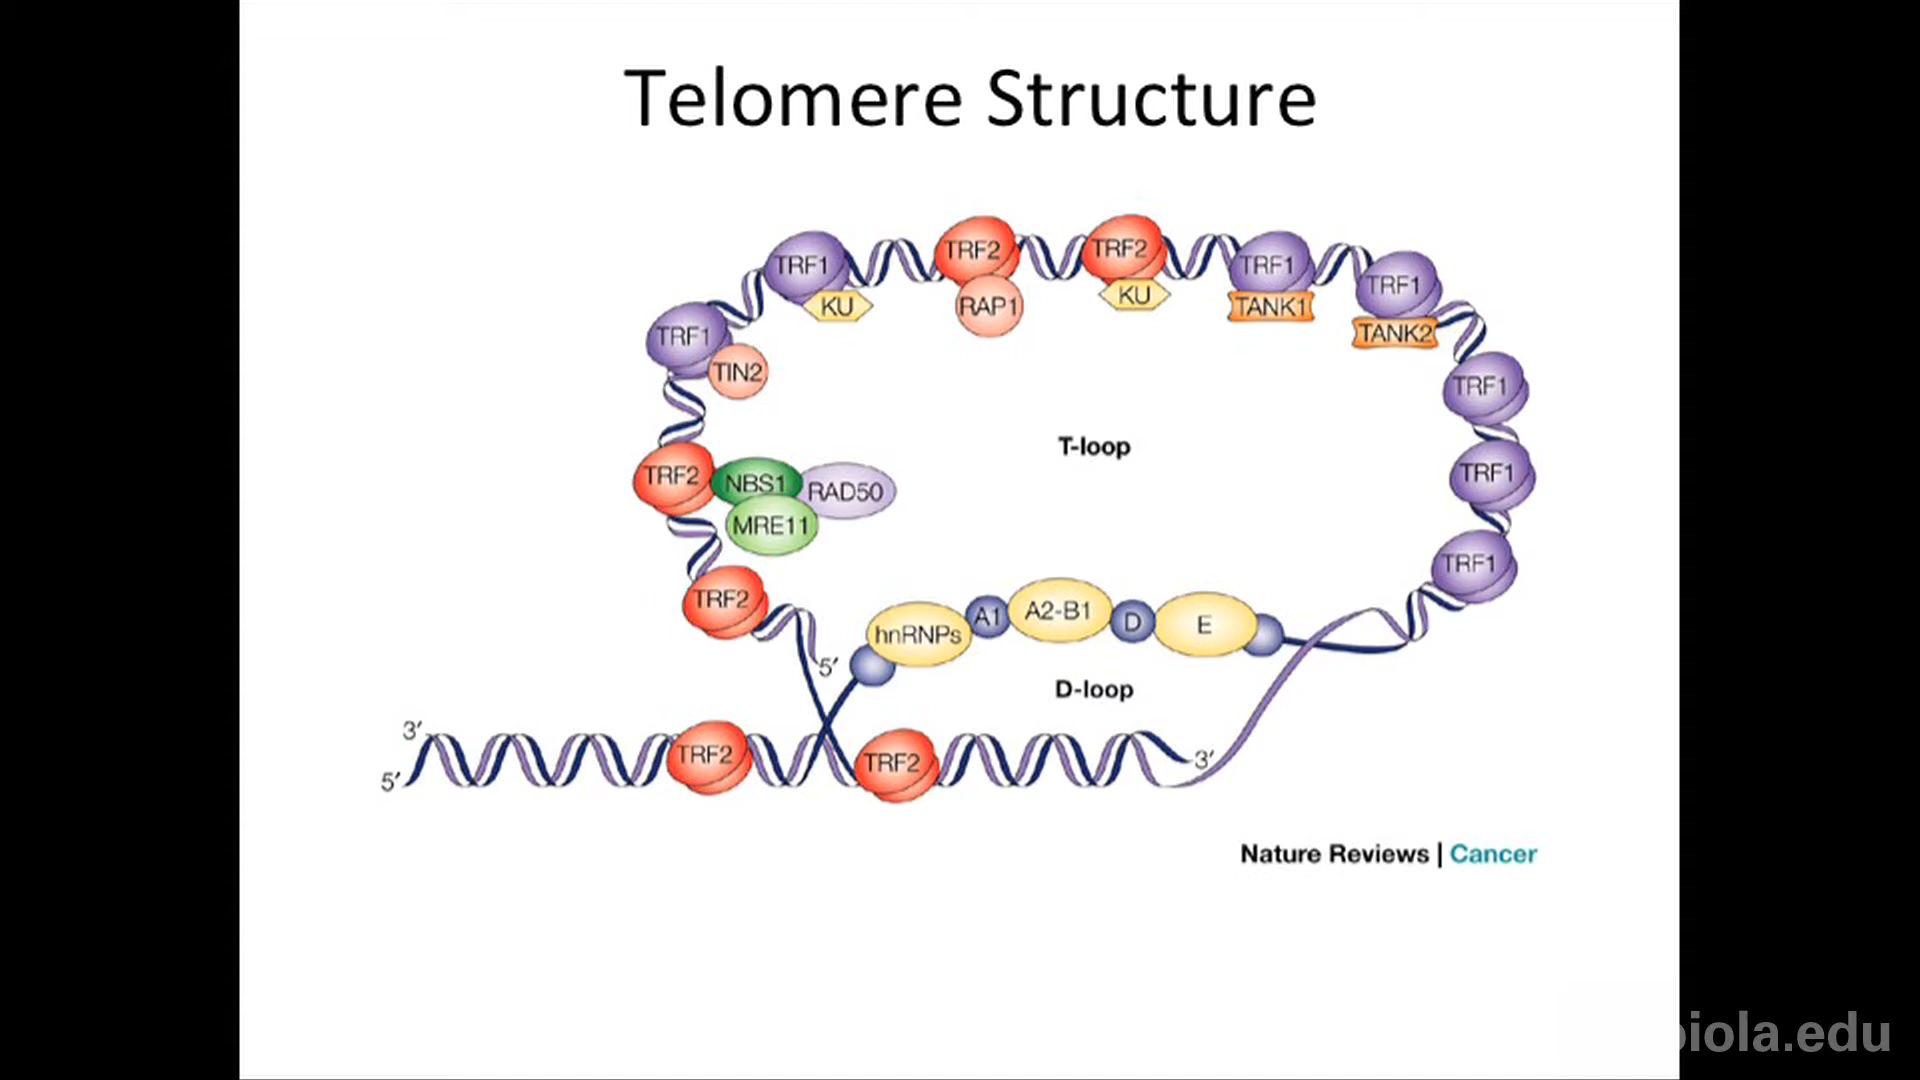 Telomere Structure
TRF1
KU
TRF2
RAP1
TRF2
KU
TRF1
TANK1
TRF1
TANK2
TRF1
TIN2
TRF1
T-loop
TRF2
NBS1
RAD50
MRE11
TRF1
TRF2
TRF1
hnRNPs
A1
A2-B1
D
E
5′
D-loop
3′
5′
TRF2
TRF2
3′
Nature Reviews | Cancer
biola.edu